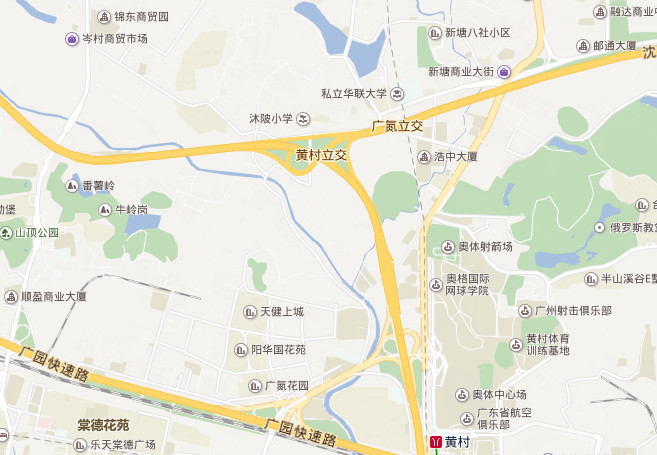 锦东商贸园
岑村商贸市场
新塘八社小区
融达商业中
邮通大厦
沈
新塘商业大街
私立华联大学
沐陂小学
广氮立交
黄村立交
浩中大厦
番薯岭
牛岭岗
勋堡
山顶公园
奥体射箭场
俄罗斯教堂
奥格国际
网球学院
半山溪谷E墅
顺盈商业大厦
天健上城
广州射击俱乐部
阳华国花苑
黄村体育
训练基地
广园快速路
广氮花园
奥体中心场
棠德花苑
广东省航空
俱乐部
广园快速路
乐天棠德广场
黄村